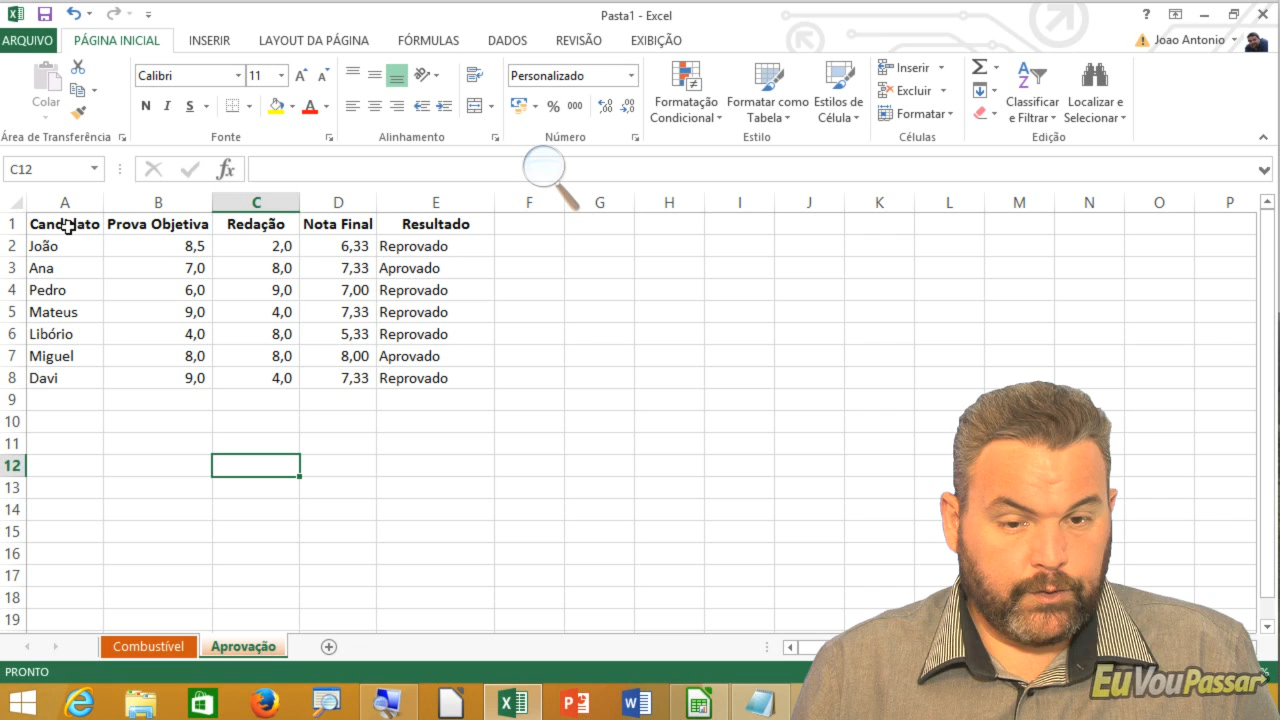 Pasta1 - Excel
ARQUIVO PÁGINA INICIAL INSERIR LAYOUT DA PÁGINA FÓRMULAS DADOS REVISÃO EXIBIÇÃO Joao Antonio
Calibri 11 Personalizado
Colar
N I S
% 000
Formatação Condicional
Formatar como Tabela
Estilos de Célula
Inserir
Excluir
Formatar
Classificar e Filtrar
Localizar e Selecionar
Área de Transferência Fonte Alinhamento Número Estilo Células Edição
C12 fx
A B C D E F G H I J K L M N O P
1 Candidato Prova Objetiva Redação Nota Final Resultado
2 João 8,5 2,0 6,33 Reprovado
3 Ana 7,0 8,0 7,33 Aprovado
4 Pedro 6,0 9,0 7,00 Reprovado
5 Mateus 9,0 4,0 7,33 Reprovado
6 Libório 4,0 8,0 5,33 Reprovado
7 Miguel 8,0 8,0 8,00 Aprovado
8 Davi 9,0 4,0 7,33 Reprovado
9
10
11
12
13
14
15
16
17
18
19
Combustível Aprovação
PRONTO
EuVouPassar